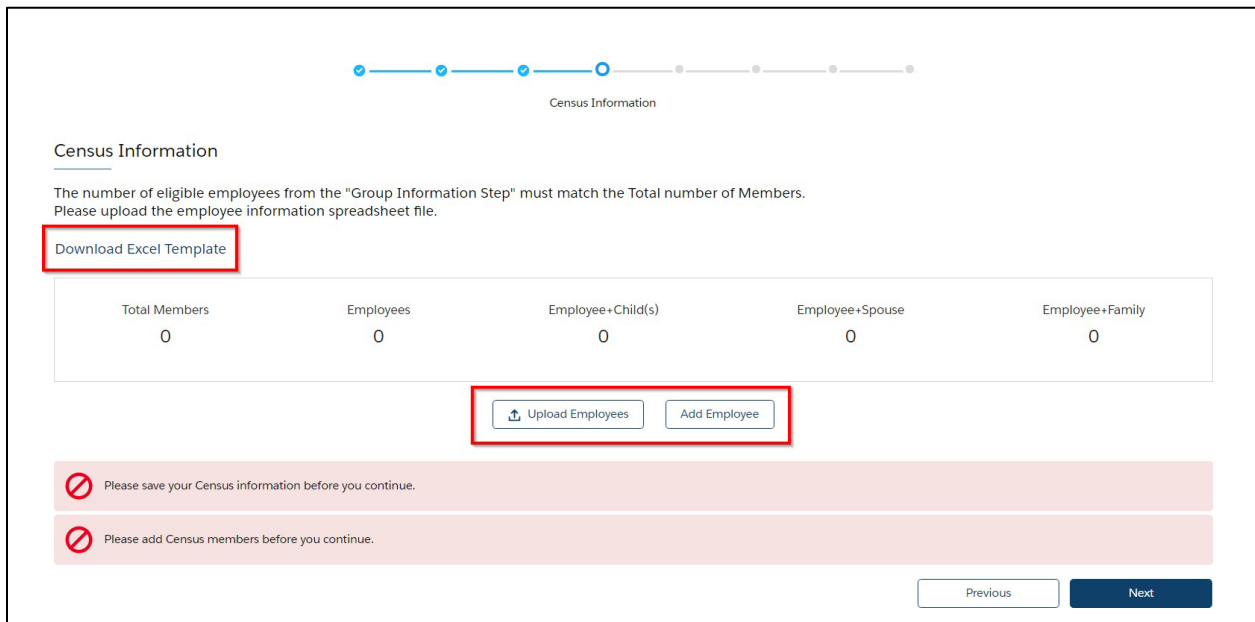 Census Information
Census Information
The number of eligible employees from the "Group Information Step" must match the Total number of Members.
Please upload the employee information spreadsheet file.
Download Excel Template
Total Members Employees Employee+Child(s) Employee+Spouse Employee+Family
0 0 0 0 0
Upload Employees Add Employee
Please save your Census information before you continue.
Please add Census members before you continue.
Previous Next